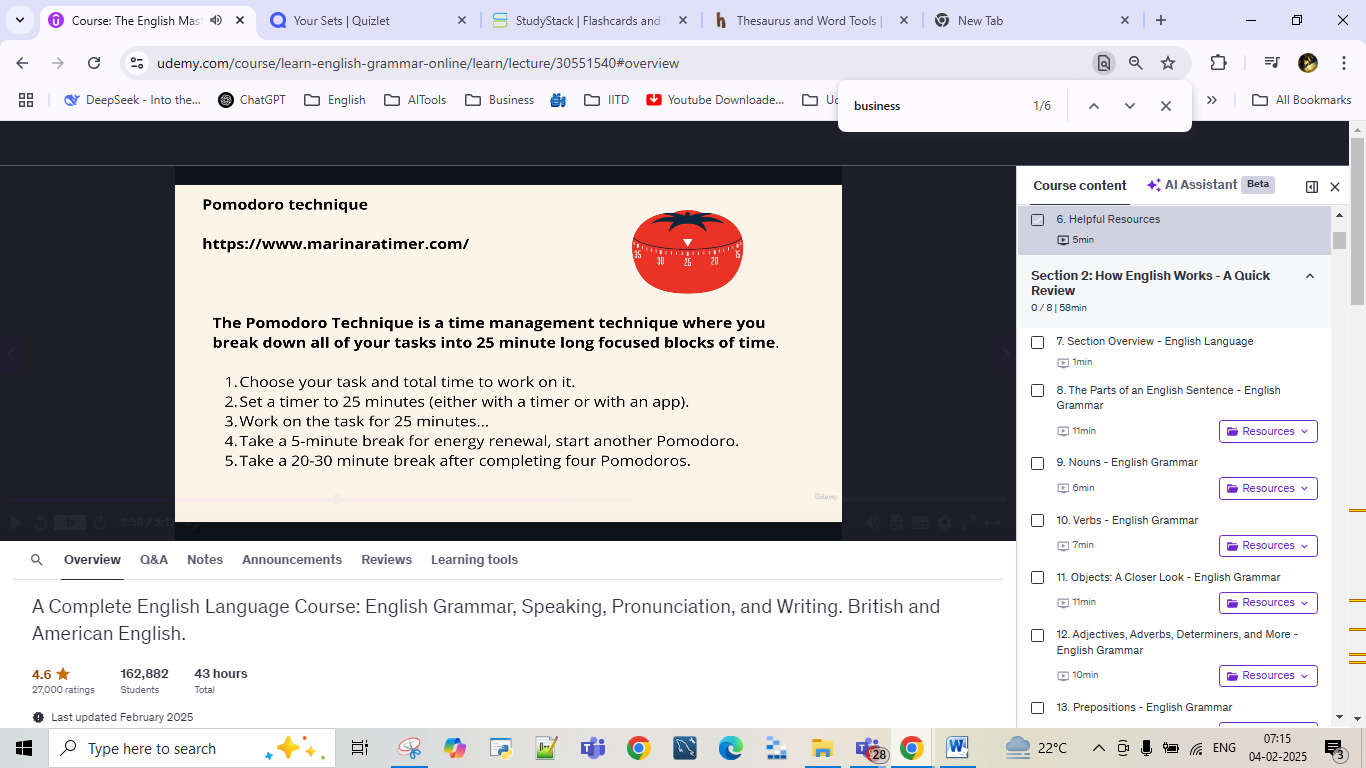 Course: The English Mas
Your Sets | Quizlet
StudyStack | Flashcards and
Thesaurus and Word Tools |
New Tab
udemy.com/course/learn-english-grammar-online/learn/lecture/30551540#overview
DeepSeek - Into the...
ChatGPT
English
AITools
Business
IITD
Youtube Downloade...
All Bookmarks
business
1/6
Pomodoro technique
https://www.marinaratimer.com/
35 30 25 20 15
The Pomodoro Technique is a time management technique where you
break down all of your tasks into 25 minute long focused blocks of time.
1. Choose your task and total time to work on it.
2. Set a timer to 25 minutes (either with a timer or with an app).
3. Work on the task for 25 minutes...
4. Take a 5-minute break for energy renewal, start another Pomodoro.
5. Take a 20-30 minute break after completing four Pomodoros.
Udemy
Course content
AI Assistant Beta
6. Helpful Resources
5min
Section 2: How English Works - A Quick
Review
0 / 8 | 58min
7. Section Overview - English Language
1min
8. The Parts of an English Sentence - English
Grammar
11min
Resources
9. Nouns - English Grammar
6min
Resources
10. Verbs - English Grammar
7min
Resources
11. Objects: A Closer Look - English Grammar
11min
Resources
12. Adjectives, Adverbs, Determiners, and More -
English Grammar
10min
Resources
13. Prepositions - English Grammar
Overview
Q&A
Notes
Announcements
Reviews
Learning tools
A Complete English Language Course: English Grammar, Speaking, Pronunciation, and Writing. British and
American English.
4.6
27,000 ratings
162,882
Students
43 hours
Total
Last updated February 2025
Type here to search
28
22°C
ENG
07:15
04-02-2025
3